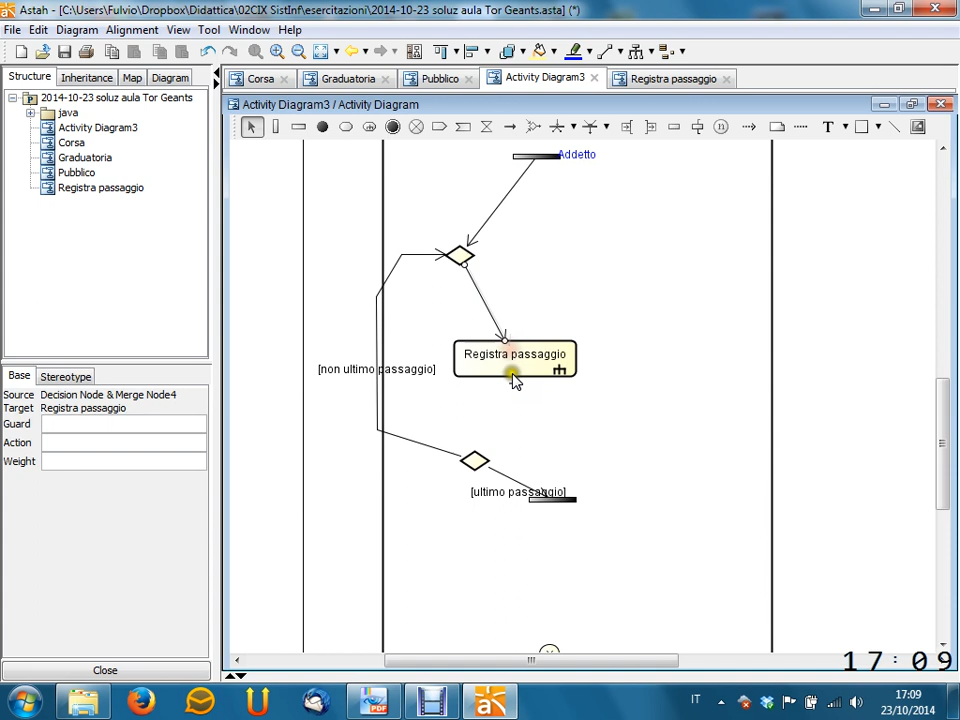 Astah - [C:\Users\Fulvio\Dropbox\Didattica\02CIX SistInf\esercitazioni\2014-10-23 soluz aula Tor Geants.asta] (*)
File Edit Diagram Alignment View Tool Window Help
Structure Inheritance Map Diagram
Corsa Graduatoria Pubblico Activity Diagram3 Registra passaggio
2014-10-23 soluz aula Tor Geants
java
Activity Diagram3
Corsa
Graduatoria
Pubblico
Registra passaggio
Activity Diagram3 / Activity Diagram
T
Addetto
Registra passaggio
[non ultimo passaggio]
[ultimo passaggio]
Base Stereotype
Source Decision Node & Merge Node4
Target Registra passaggio
Guard
Action
Weight
Close
17:09
IT
17:09
23/10/2014